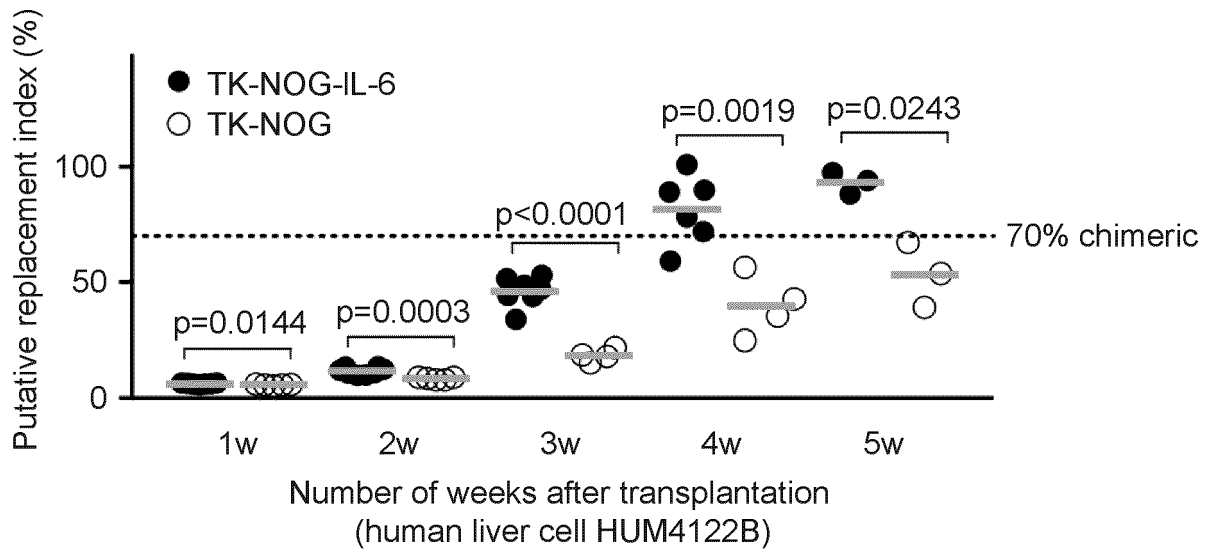 Putative replacement index (%)
TK-NOG-IL-6
TK-NOG
p=0.0144
p=0.0003
p<0.0001
p=0.0019
p=0.0243
100
50
0
70% chimeric
1w
2w
3w
4w
5w
Number of weeks after transplantation
(human liver cell HUM4122B)